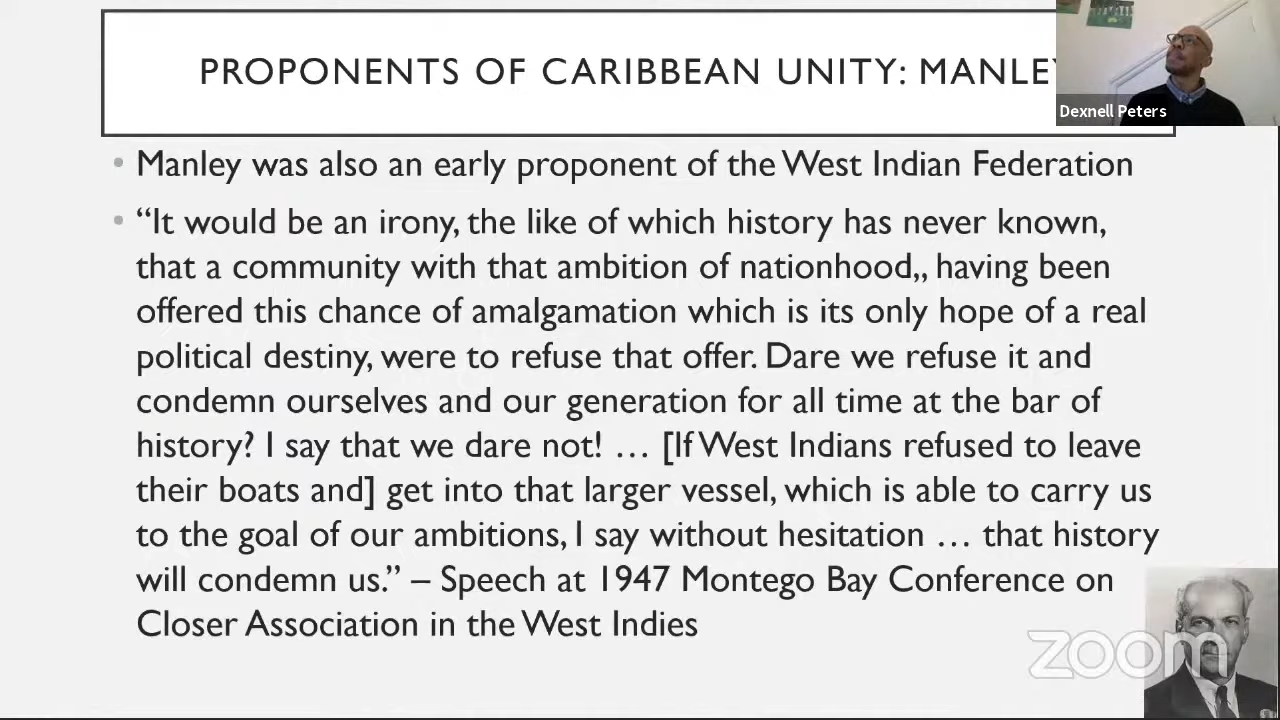 PROPONENTS OF CARIBBEAN UNITY: MANLEY
Dexnell Peters
• Manley was also an early proponent of the West Indian Federation
• “It would be an irony, the like of which history has never known,
that a community with that ambition of nationhood,, having been
offered this chance of amalgamation which is its only hope of a real
political destiny, were to refuse that offer. Dare we refuse it and
condemn ourselves and our generation for all time at the bar of
history? I say that we dare not! … [If West Indians refused to leave
their boats and] get into that larger vessel, which is able to carry us
to the goal of our ambitions, I say without hesitation … that history
will condemn us.” – Speech at 1947 Montego Bay Conference on
Closer Association in the West Indies
zoom